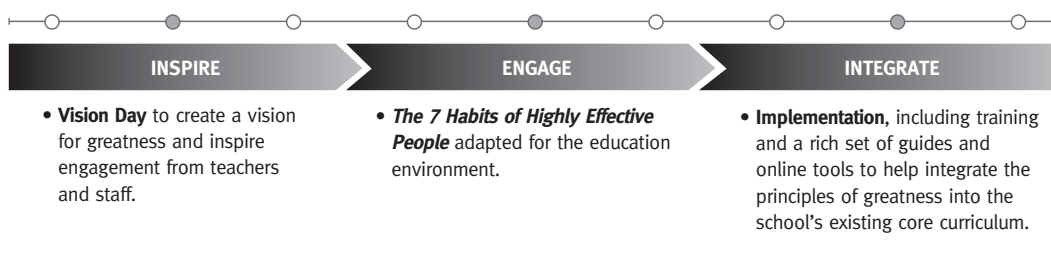 INSPIRE
ENGAGE
INTEGRATE
• Vision Day to create a vision
for greatness and inspire
engagement from teachers
and staff.
• The 7 Habits of Highly Effective
People adapted for the education
environment.
• Implementation, including training
and a rich set of guides and
online tools to help integrate the
principles of greatness into the
school’s existing core curriculum.